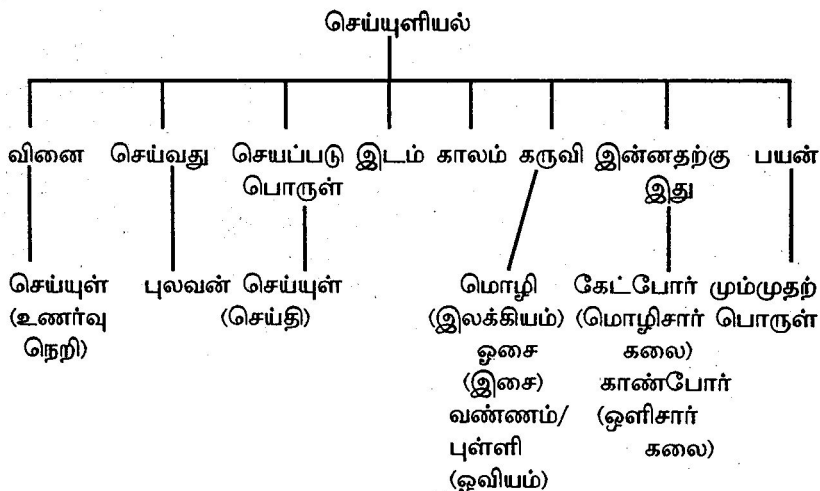 செய்யுளியல்
வினை செய்வது செயப்படு இடம் காலம் கருவி இன்னதற்கு பயன்
பொருள் இது
செய்யுள் புலவன் செய்யுள் மொழி கேட்போர் மும்முதற்
(உணர்வு (செய்தி) (இலக்கியம்) (மொழிசார் பொருள்
நெறி) ஓசை கலை)
(இசை) காண்போர்
வண்ணம்/ (ஒளிசார்
புள்ளி கலை)
(ஓவியம்)